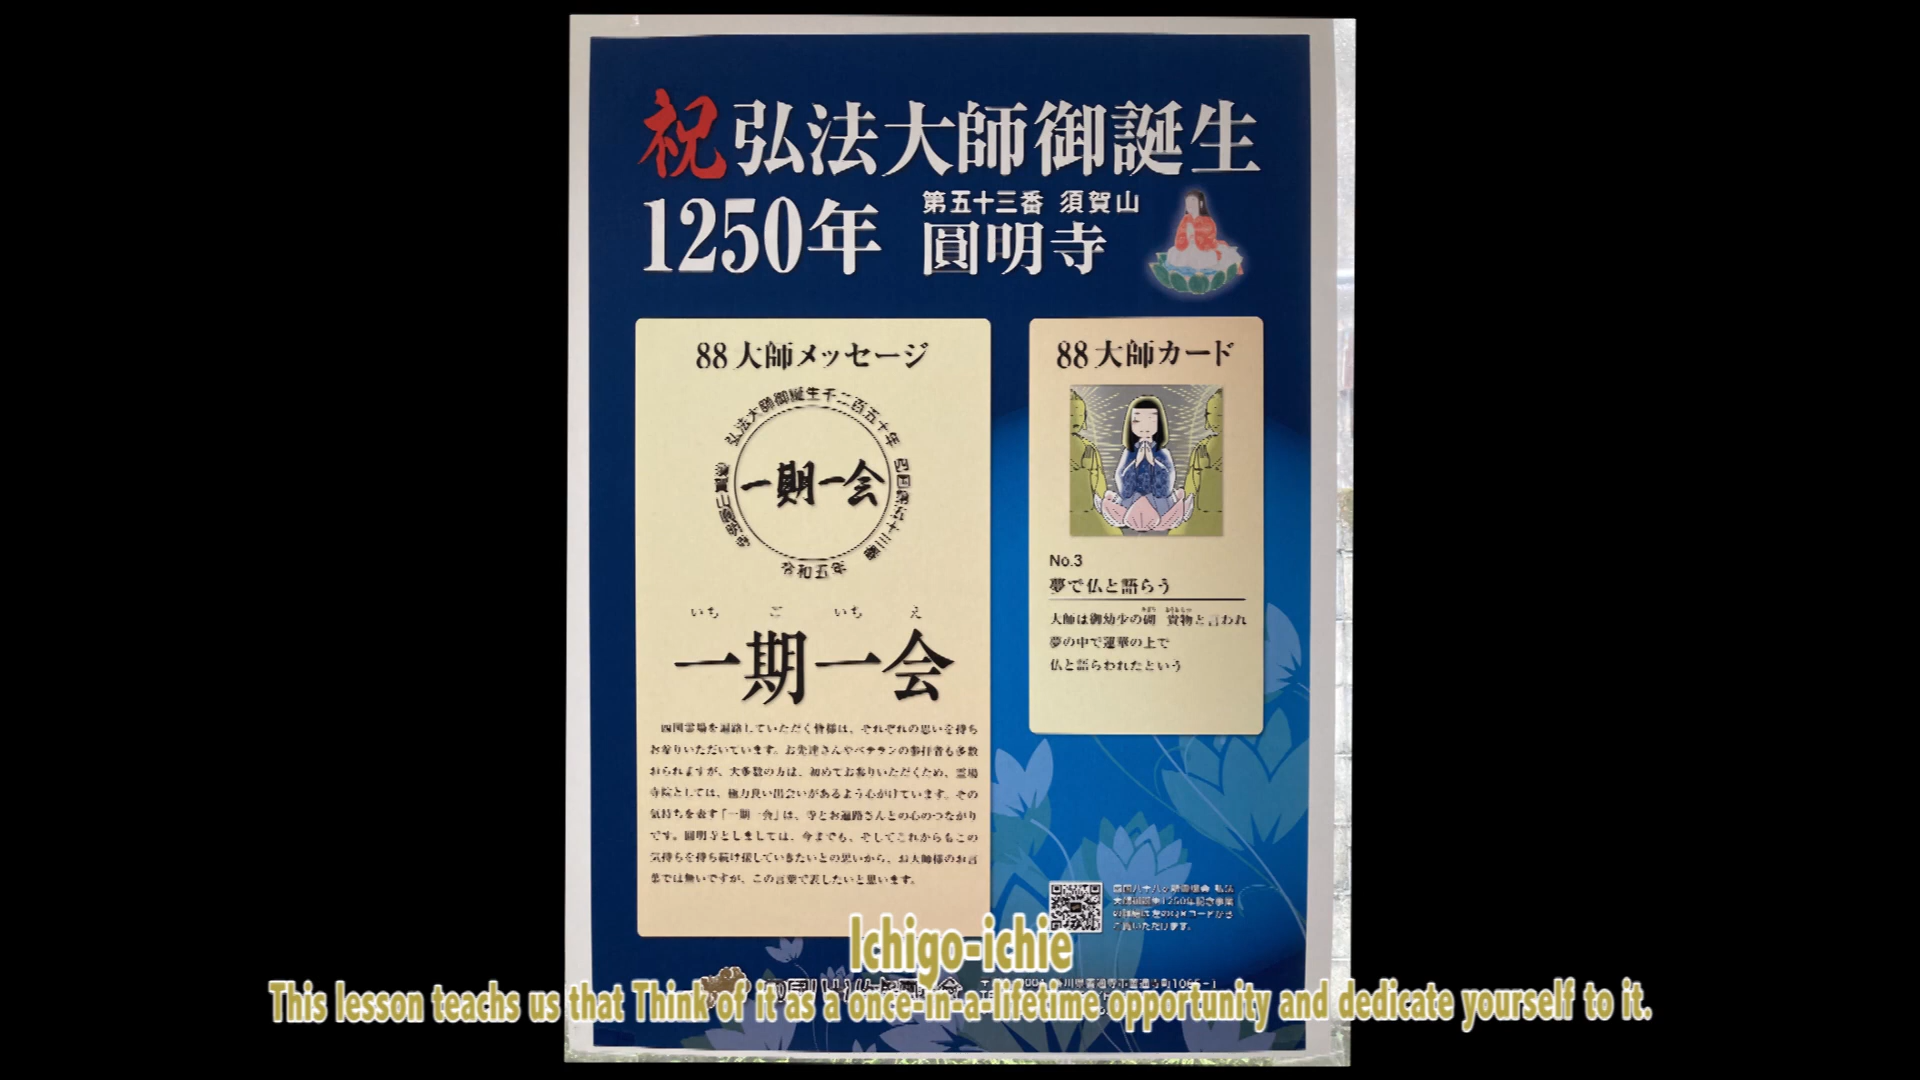 祝弘法大師御誕生
1250年
第五十三番 須賀山
圓明寺
88大師メッセージ
弘法大師御誕生千二百五十年
一期一会
令和五年
いち ご いち え
一期一会
四国霊場を遍路していただく皆様は、それぞれの思いを持ち
お参りいただいています。お先達さんやベテランの参拝者も多数
おられますが、大多数の方は、初めてお参りいただくため、霊場
寺院としては、極力良い出会いがあるよう心がけています。その
気持ちを表す「一期一会」は、寺とお遍路さんとの心のつながり
です。圓明寺としましては、今までも、そしてこれからもこの
気持ちを持ち続け接していきたいとの思いから、お大師様のお言
葉では無いですが、この言葉で表したいと思います。
88大師カード
No.3
夢で仏と語らう
大師は御幼少の砌 貴物と言われ
夢の中で蓮華の上で
仏と語らわれたという
Ichigo-ichie
This lesson teachs us that Think of it as a once-in-a-lifetime opportunity and dedicate yourself to it.